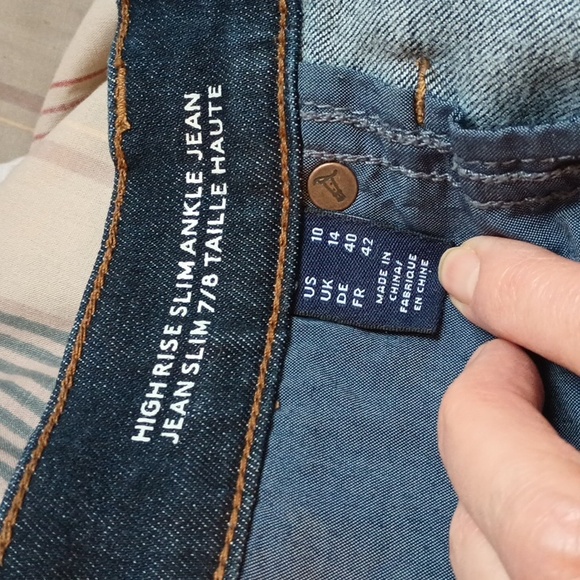 HIGH RISE SLIM ANKLE JEAN
JEAN SLIM 7/8 TAILLE HAUTE
US 10
UK 14
DE 40
FR 42
MADE IN
CHINA/
FABRIQUE
EN CHINE